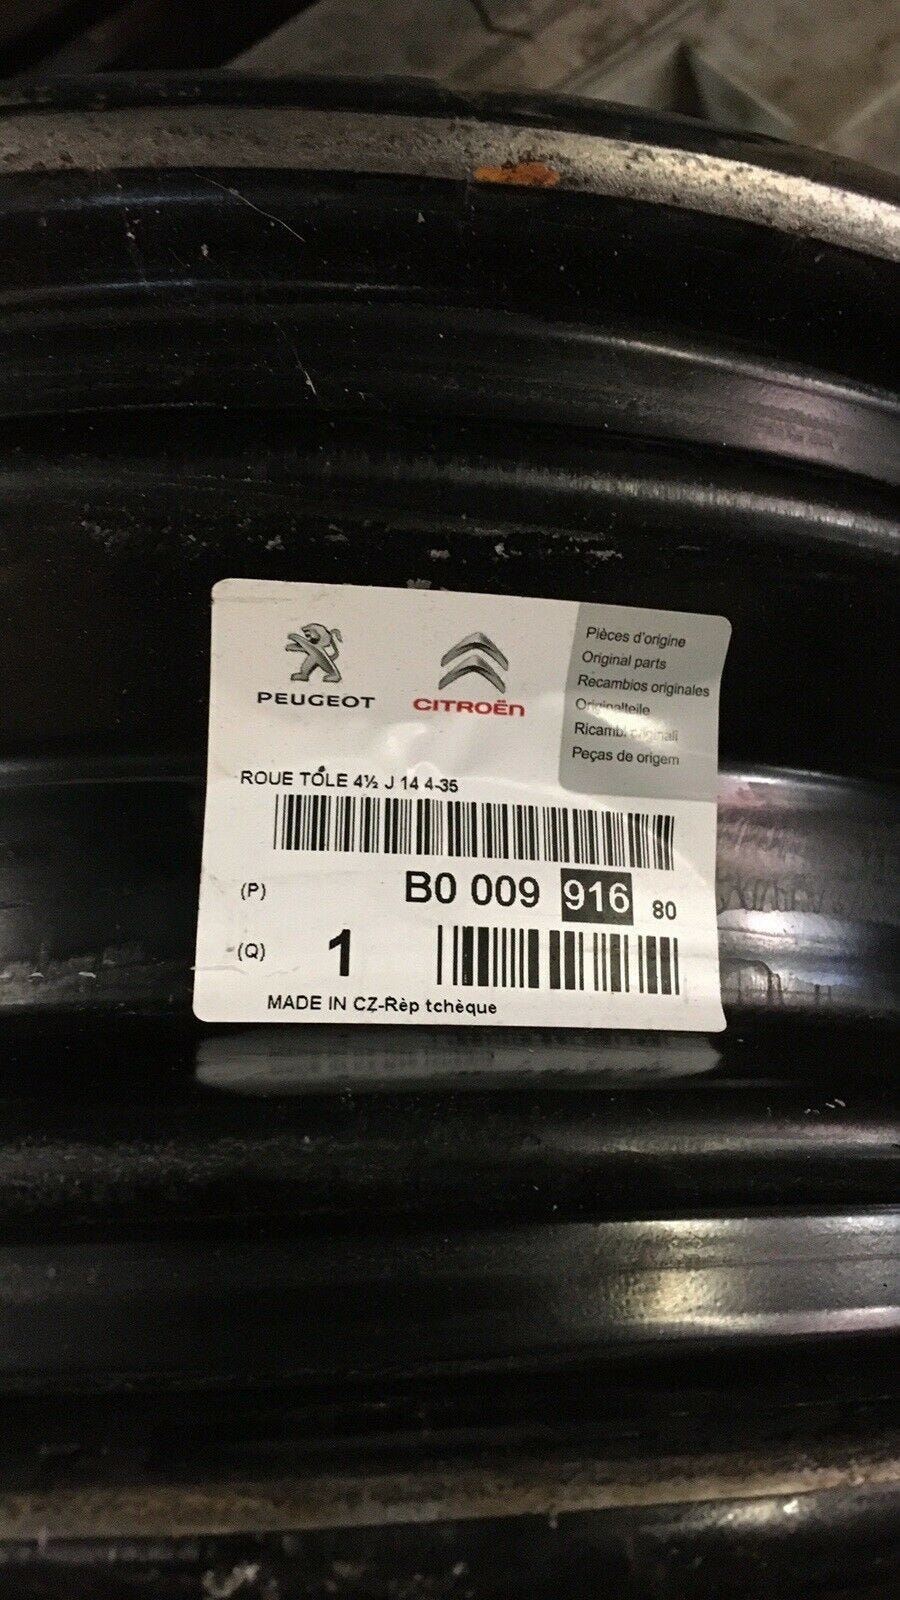 PEUGEOT
CITROËN
Pièces d'origine
Original parts
Recambios originales
Originalteile
Ricambi originali
Peças de origem
ROUE TÔLE 4½ J 14 4-35
(P) B0 009 916 80
(Q) 1
MADE IN CZ-Rèp tchèque